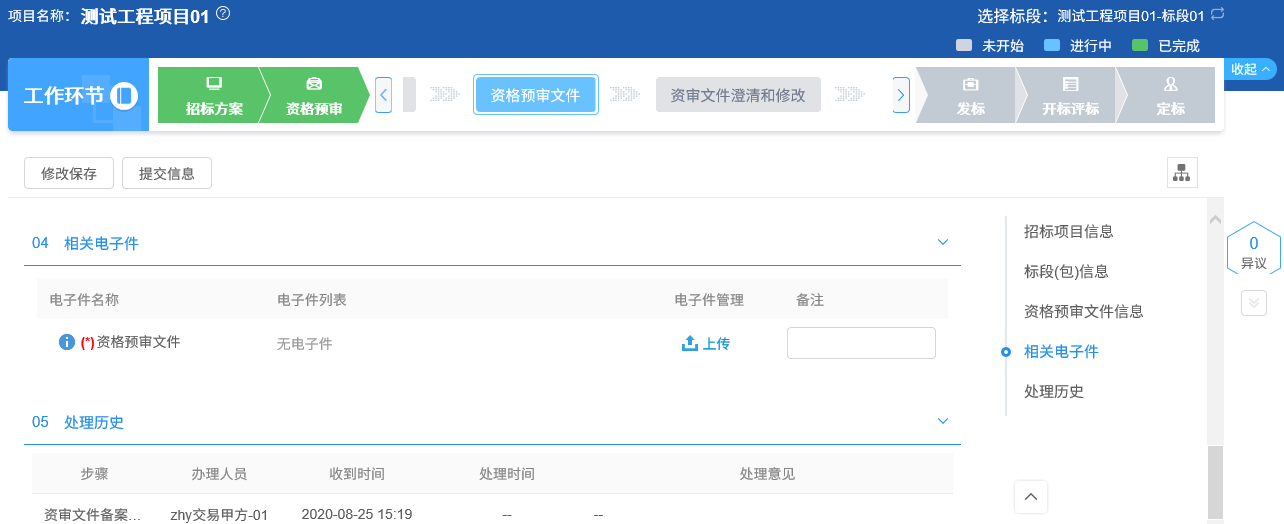 项目名称： 测试工程项目01
选择标段：测试工程项目01-标段01
未开始 进行中 已完成
工作环节 招标方案 资格预审 资格预审文件 资审文件澄清和修改 发标 开标评标 定标 收起
修改保存 提交信息
04 相关电子件
电子件名称 电子件列表 电子件管理 备注
(*)资格预审文件 无电子件 上传
05 处理历史
步骤 办理人员 收到时间 处理时间 处理意见
资审文件备案… zhy交易甲方-01 2020-08-25 15:19 -- --
招标项目信息
标段(包)信息
资格预审文件信息
相关电子件
处理历史
0
异议